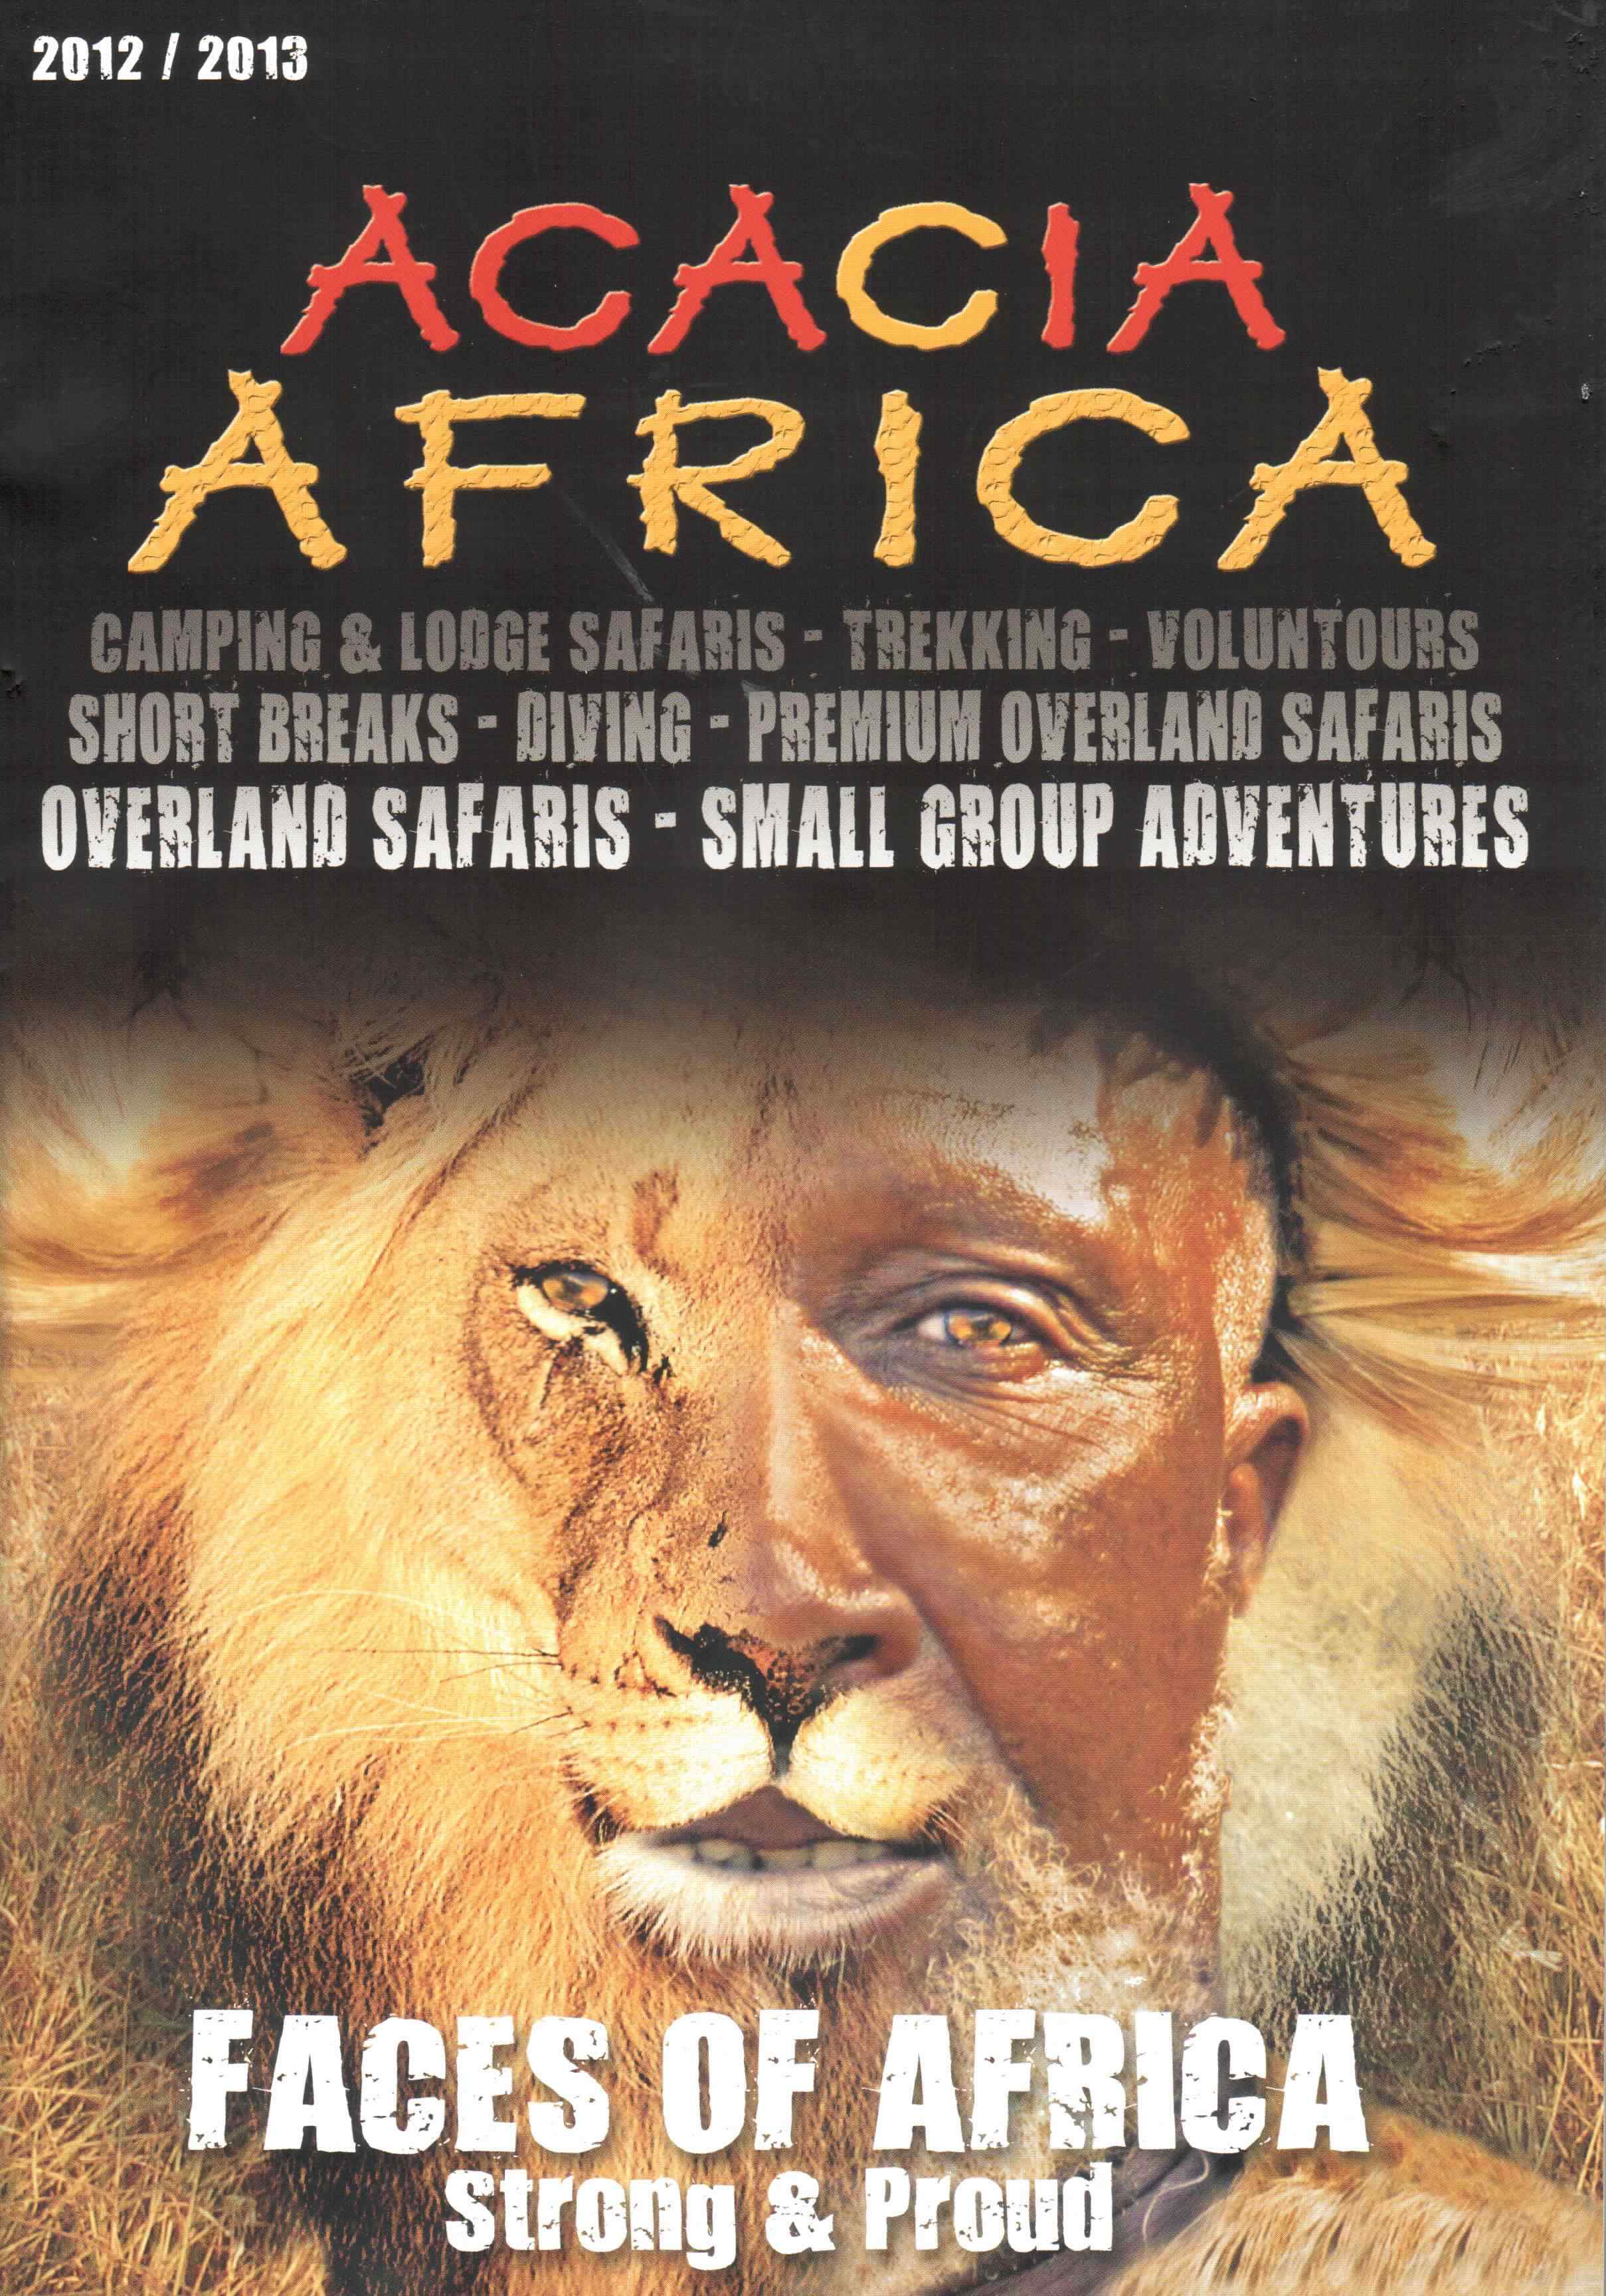 2012 / 2013
ACACIA
AFRICA
CAMPING & LODGE SAFARIS - TREKKING - VOLUNTOURS
SHORT BREAKS - DIVING - PREMIUM OVERLAND SAFARIS
OVERLAND SAFARIS - SMALL GROUP ADVENTURES
FACES OF AFRICA
Strong & Proud